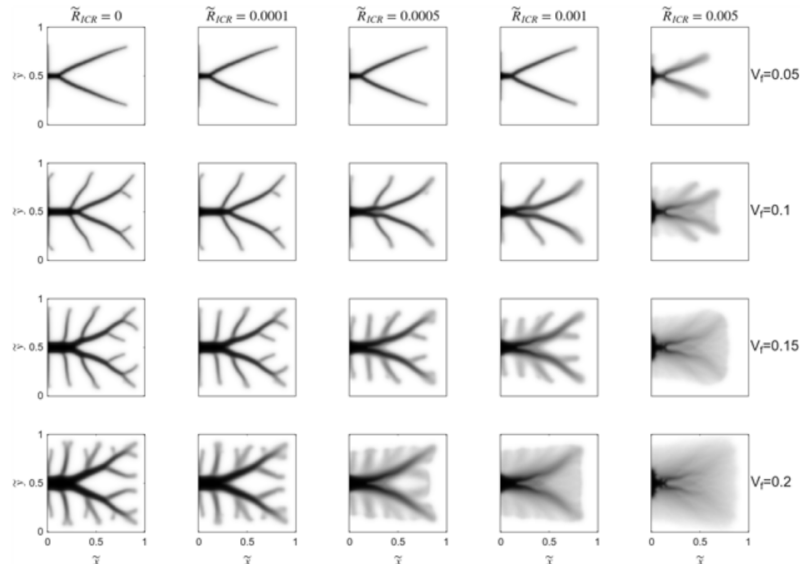 R̃ICR = 0 R̃ICR = 0.0001 R̃ICR = 0.0005 R̃ICR = 0.001 R̃ICR = 0.005
1
ỹ 0.5
0
Vf=0.05
1
ỹ 0.5
0
Vf=0.1
1
ỹ 0.5
0
Vf=0.15
1
ỹ 0.5
0
Vf=0.2
0 0.5 1 0 0.5 1 0 0.5 1 0 0.5 1 0 0.5 1
x̃ x̃ x̃ x̃ x̃